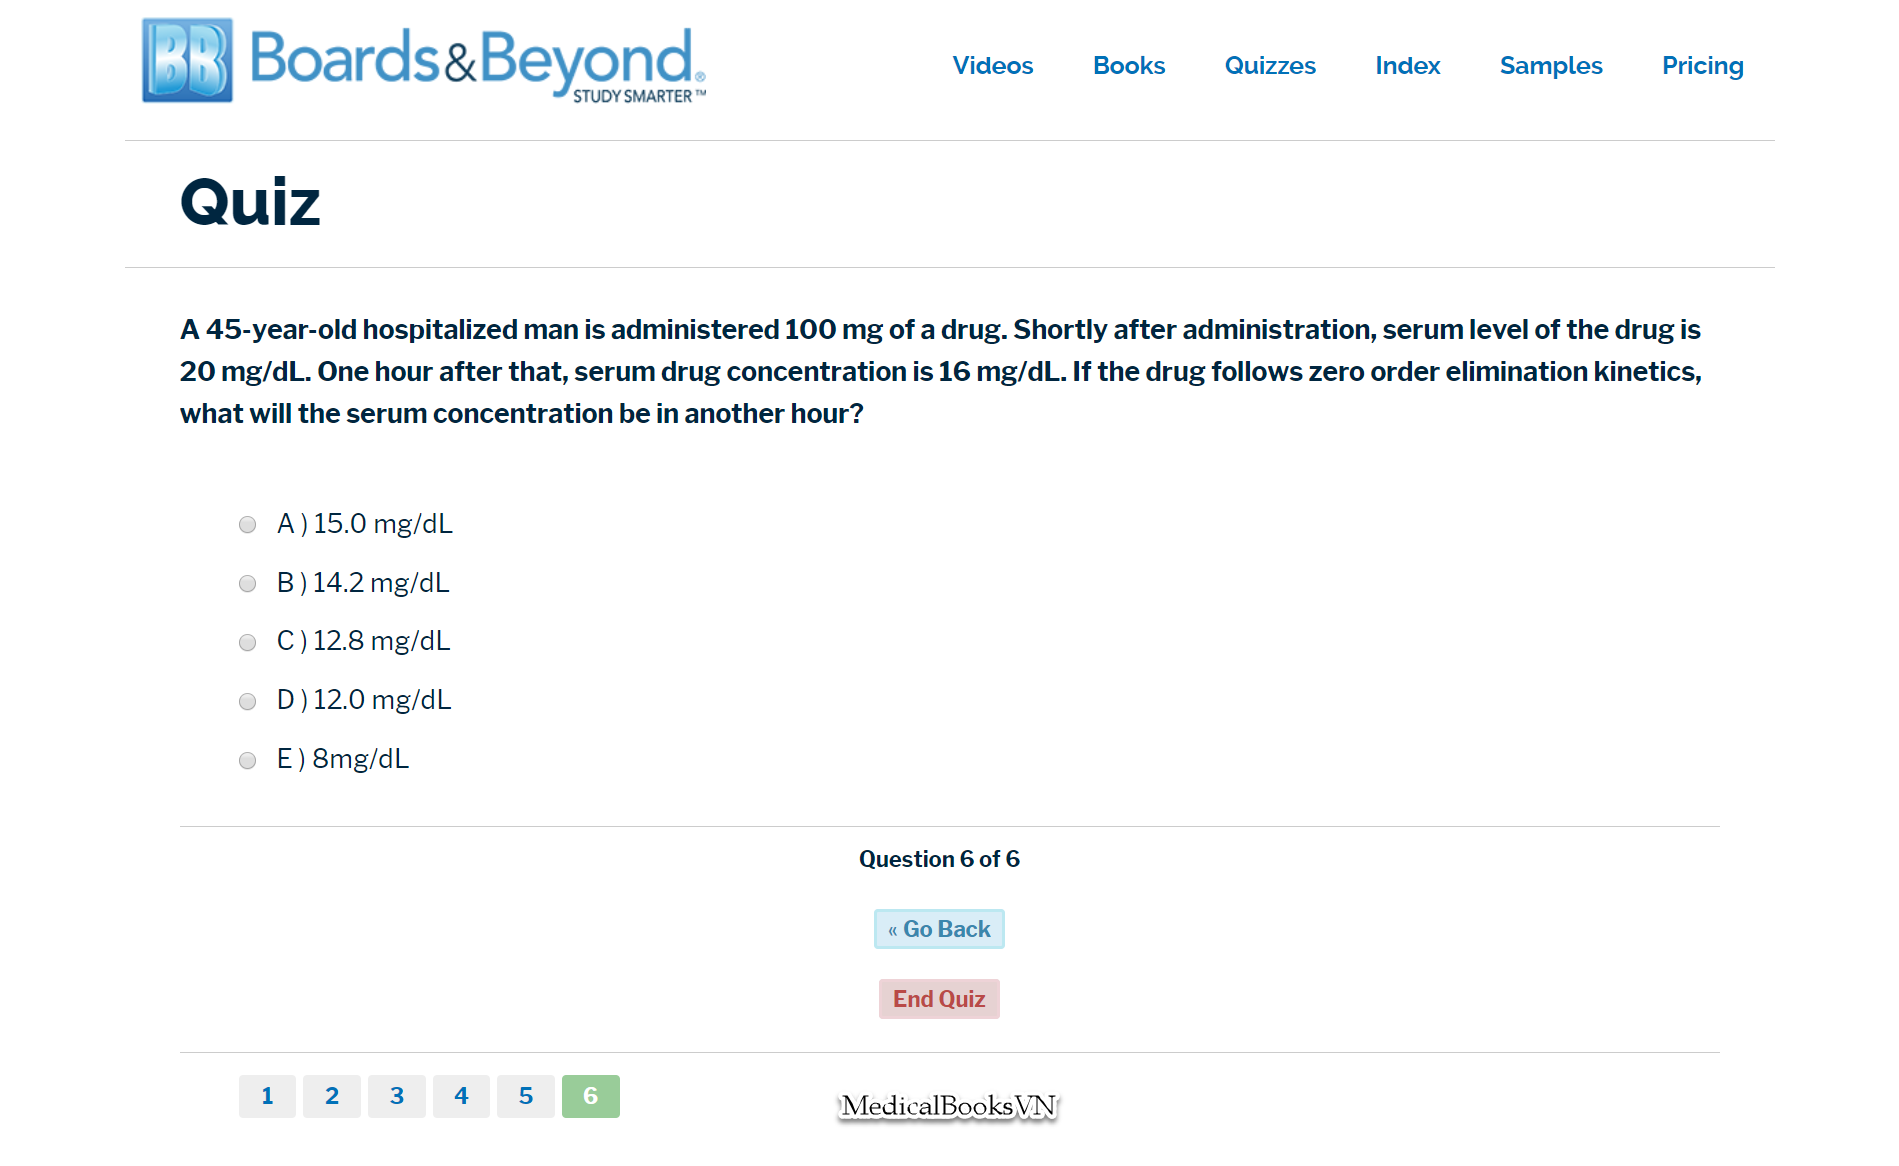 BB Boards&Beyond®
STUDY SMARTER™
Videos Books Quizzes Index Samples Pricing
Quiz
A 45-year-old hospitalized man is administered 100 mg of a drug. Shortly after administration, serum level of the drug is
20 mg/dL. One hour after that, serum drug concentration is 16 mg/dL. If the drug follows zero order elimination kinetics,
what will the serum concentration be in another hour?
A ) 15.0 mg/dL
B ) 14.2 mg/dL
C ) 12.8 mg/dL
D ) 12.0 mg/dL
E ) 8mg/dL
Question 6 of 6
« Go Back
End Quiz
1 2 3 4 5 6
MedicalBooksVN